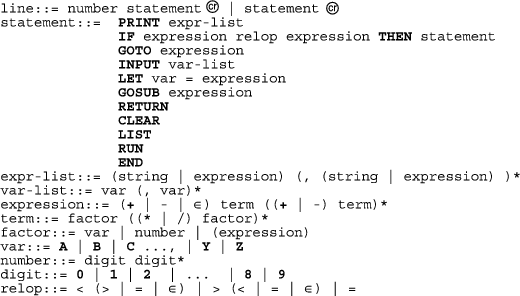 line::= number statement CR | statement CR
statement::= PRINT expr-list
IF expression relop expression THEN statement
GOTO expression
INPUT var-list
LET var = expression
GOSUB expression
RETURN
CLEAR
LIST
RUN
END
expr-list::= (string | expression) (, (string | expression) )*
var-list::= var (, var)*
expression::= (+ | - | ∈) term ((+ | -) term)*
term::= factor ((* | /) factor)*
factor::= var | number | (expression)
var::= A | B | C ..., | Y | Z
number::= digit digit*
digit::= 0 | 1 | 2 | ... | 8 | 9
relop::= < (> | = | ∈) | > (< | = | ∈) | =